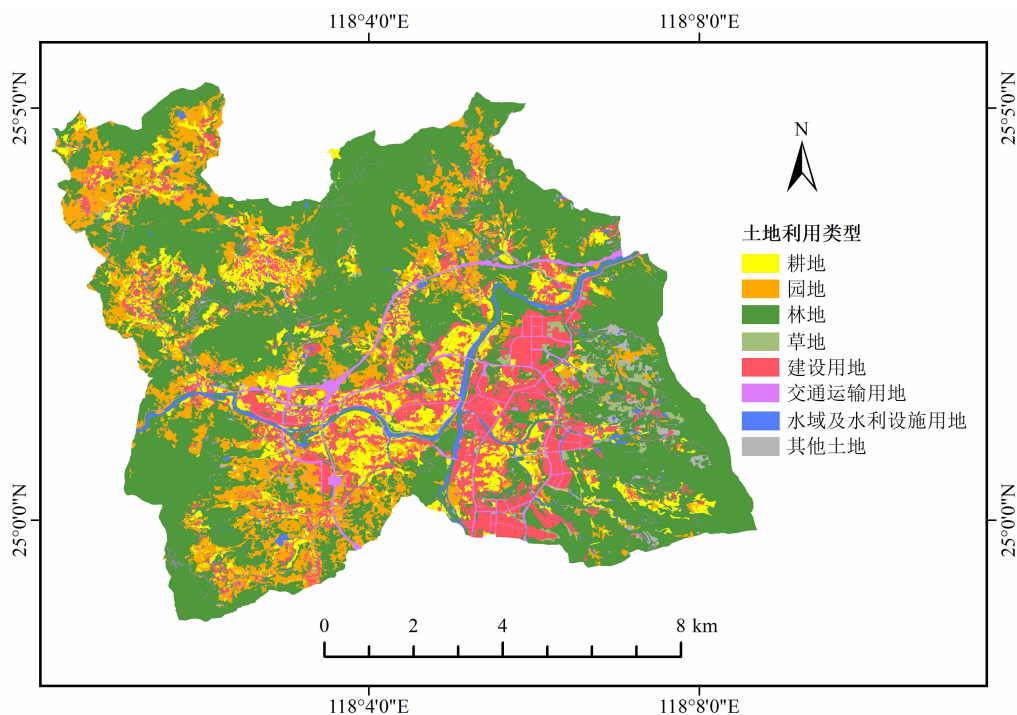 118°4'0"E
118°8'0"E
25°5'0"N
25°5'0"N
N
土地利用类型
耕地
园地
林地
草地
建设用地
交通运输用地
水域及水利设施用地
其他土地
25°0'0"N
25°0'0"N
0 2 4 8 km
118°4'0"E
118°8'0"E